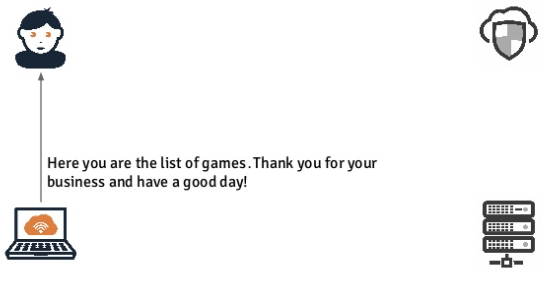 Here you are the list of games. Thank you for your
business and have a good day!